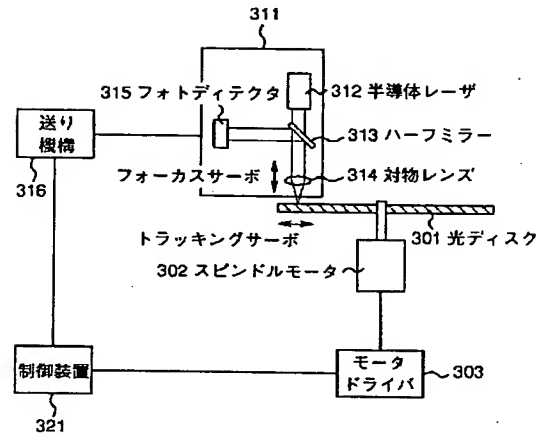 311
315 フォトディテクタ
312 半導体レーザ
313 ハーフミラー
送り
機構
316
フォーカスサーボ
314 対物レンズ
トラッキングサーボ
301 光ディスク
302 スピンドルモータ
制御装置
321
モータ
ドライバ
303